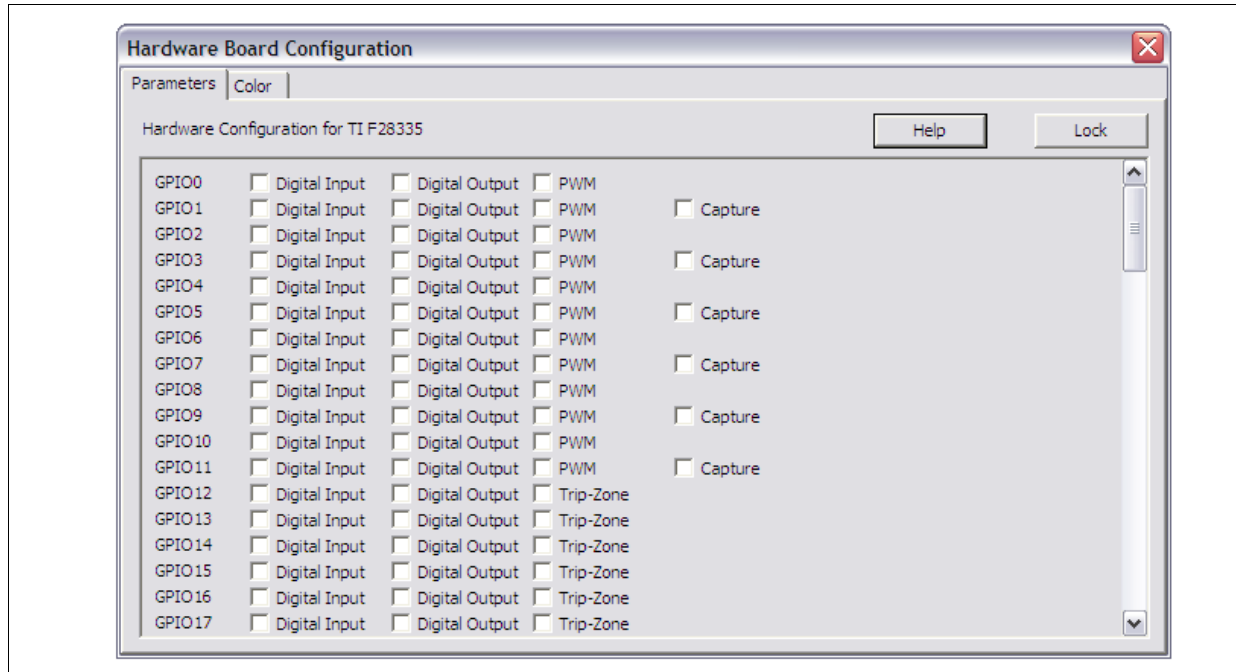 Hardware Board Configuration
Parameters Color
Hardware Configuration for TI F28335 Help Lock
GPIO0 Digital Input Digital Output PWM
GPIO1 Digital Input Digital Output PWM Capture
GPIO2 Digital Input Digital Output PWM
GPIO3 Digital Input Digital Output PWM Capture
GPIO4 Digital Input Digital Output PWM
GPIO5 Digital Input Digital Output PWM Capture
GPIO6 Digital Input Digital Output PWM
GPIO7 Digital Input Digital Output PWM Capture
GPIO8 Digital Input Digital Output PWM
GPIO9 Digital Input Digital Output PWM Capture
GPIO10 Digital Input Digital Output PWM
GPIO11 Digital Input Digital Output PWM Capture
GPIO12 Digital Input Digital Output Trip-Zone
GPIO13 Digital Input Digital Output Trip-Zone
GPIO14 Digital Input Digital Output Trip-Zone
GPIO15 Digital Input Digital Output Trip-Zone
GPIO16 Digital Input Digital Output Trip-Zone
GPIO17 Digital Input Digital Output Trip-Zone